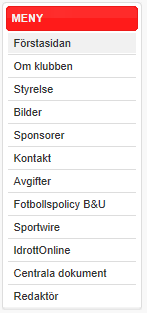 MENY
Förstasidan
Om klubben
Styrelse
Bilder
Sponsorer
Kontakt
Avgifter
Fotbollspolicy B&U
Sportwire
IdrottOnline
Centrala dokument
Redaktör